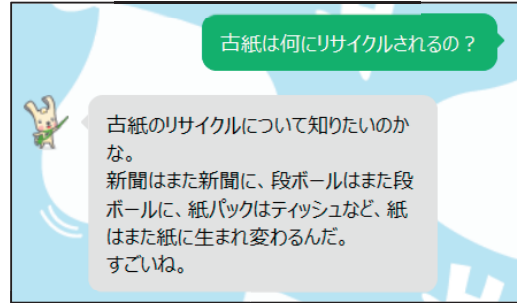 古紙は何にリサイクルされるの？
古紙のリサイクルについて知りたいのか
な。
新聞はまた新聞に、段ボールはまた段
ボールに、紙パックはティッシュなど、紙
はまた紙に生まれ変わるんだ。
すごいね。